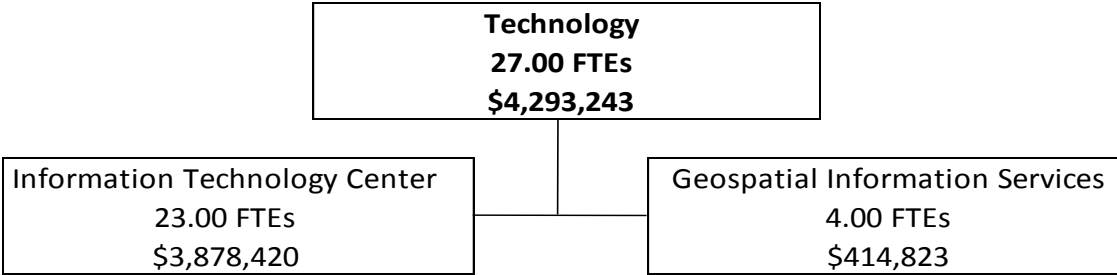 Technology
27.00 FTEs
$4,293,243
Information Technology Center
23.00 FTEs
$3,878,420
Geospatial Information Services
4.00 FTEs
$414,823